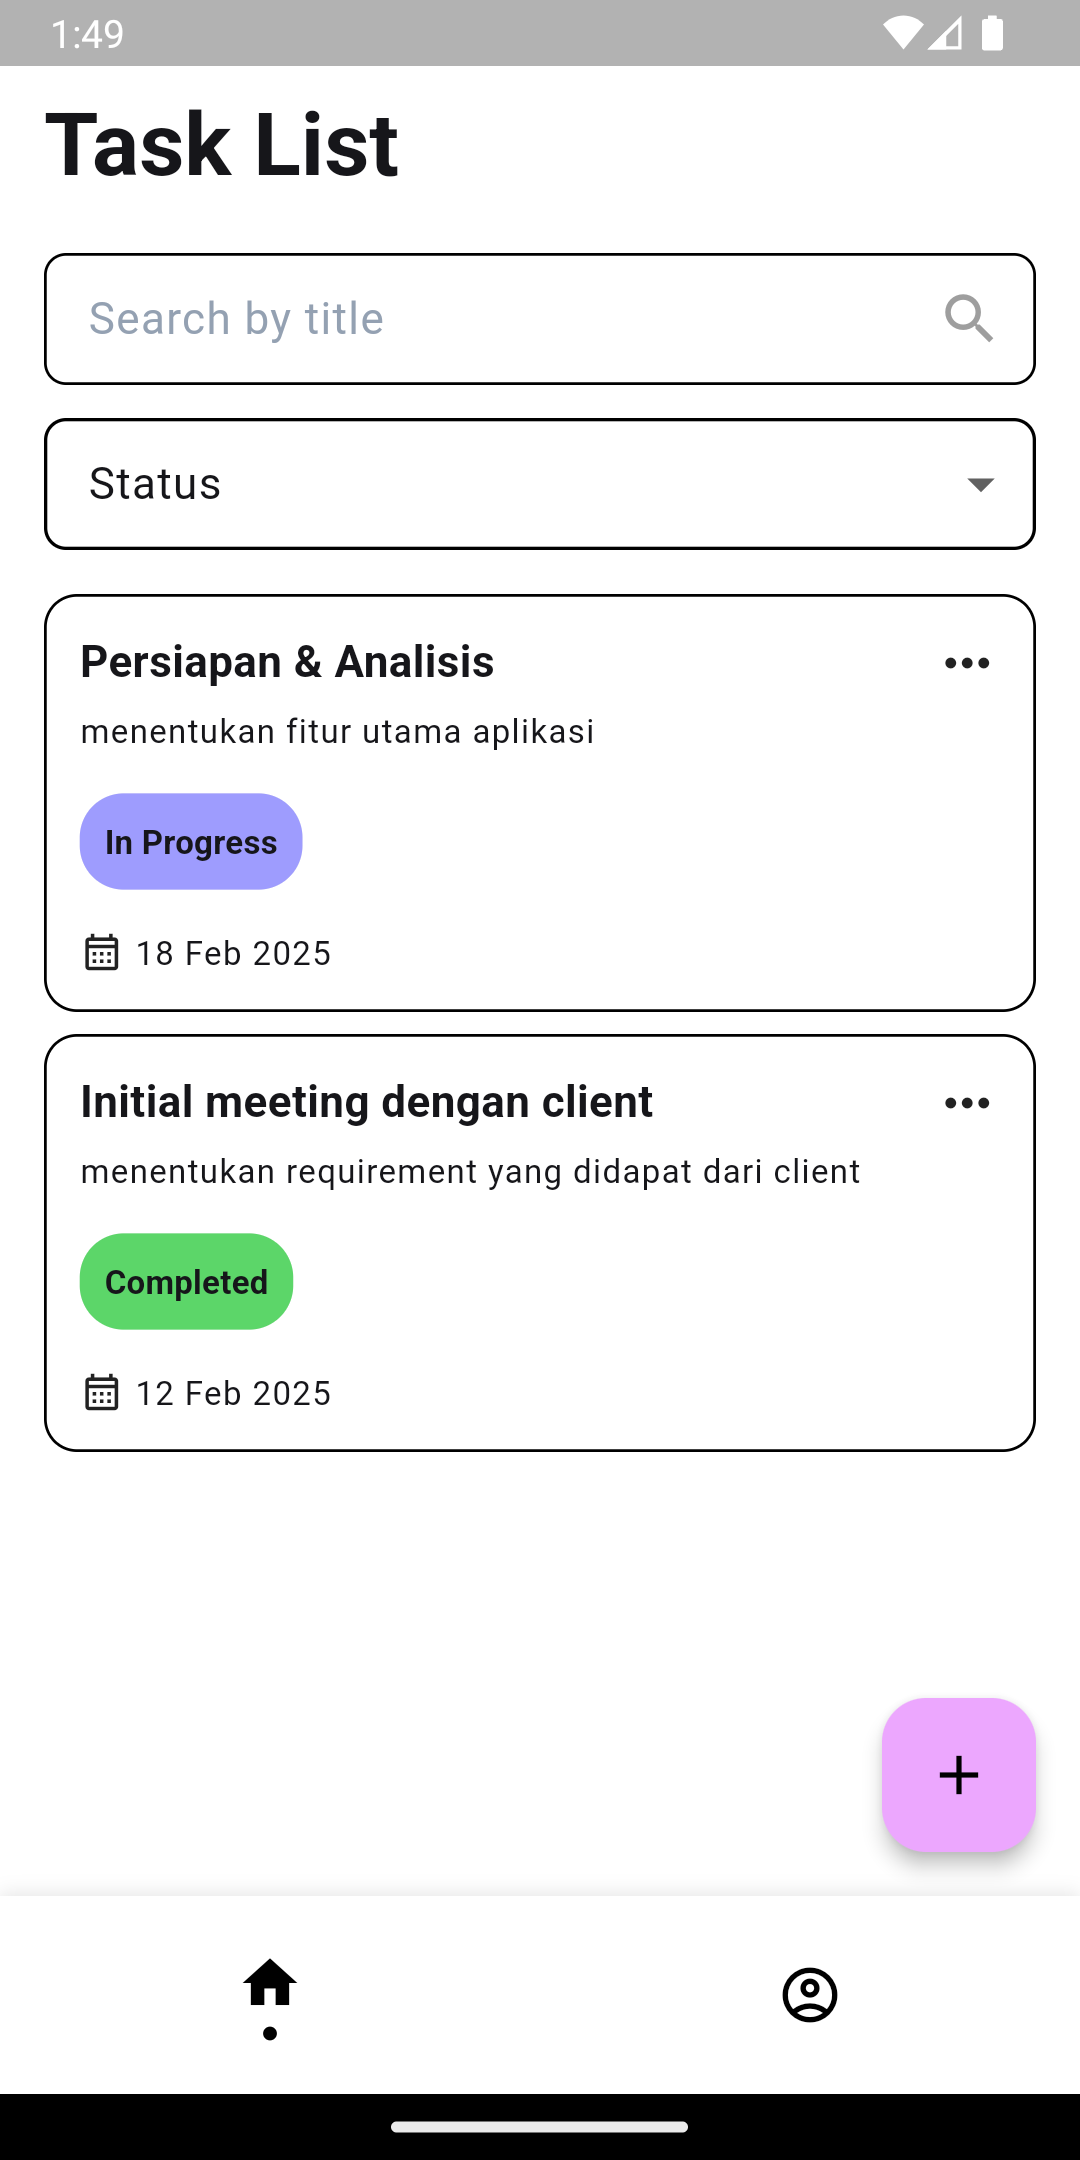 1:49
Task List
Search by title
Status
Persiapan & Analisis
menentukan fitur utama aplikasi
In Progress
18 Feb 2025
Initial meeting dengan client
menentukan requirement yang didapat dari client
Completed
12 Feb 2025